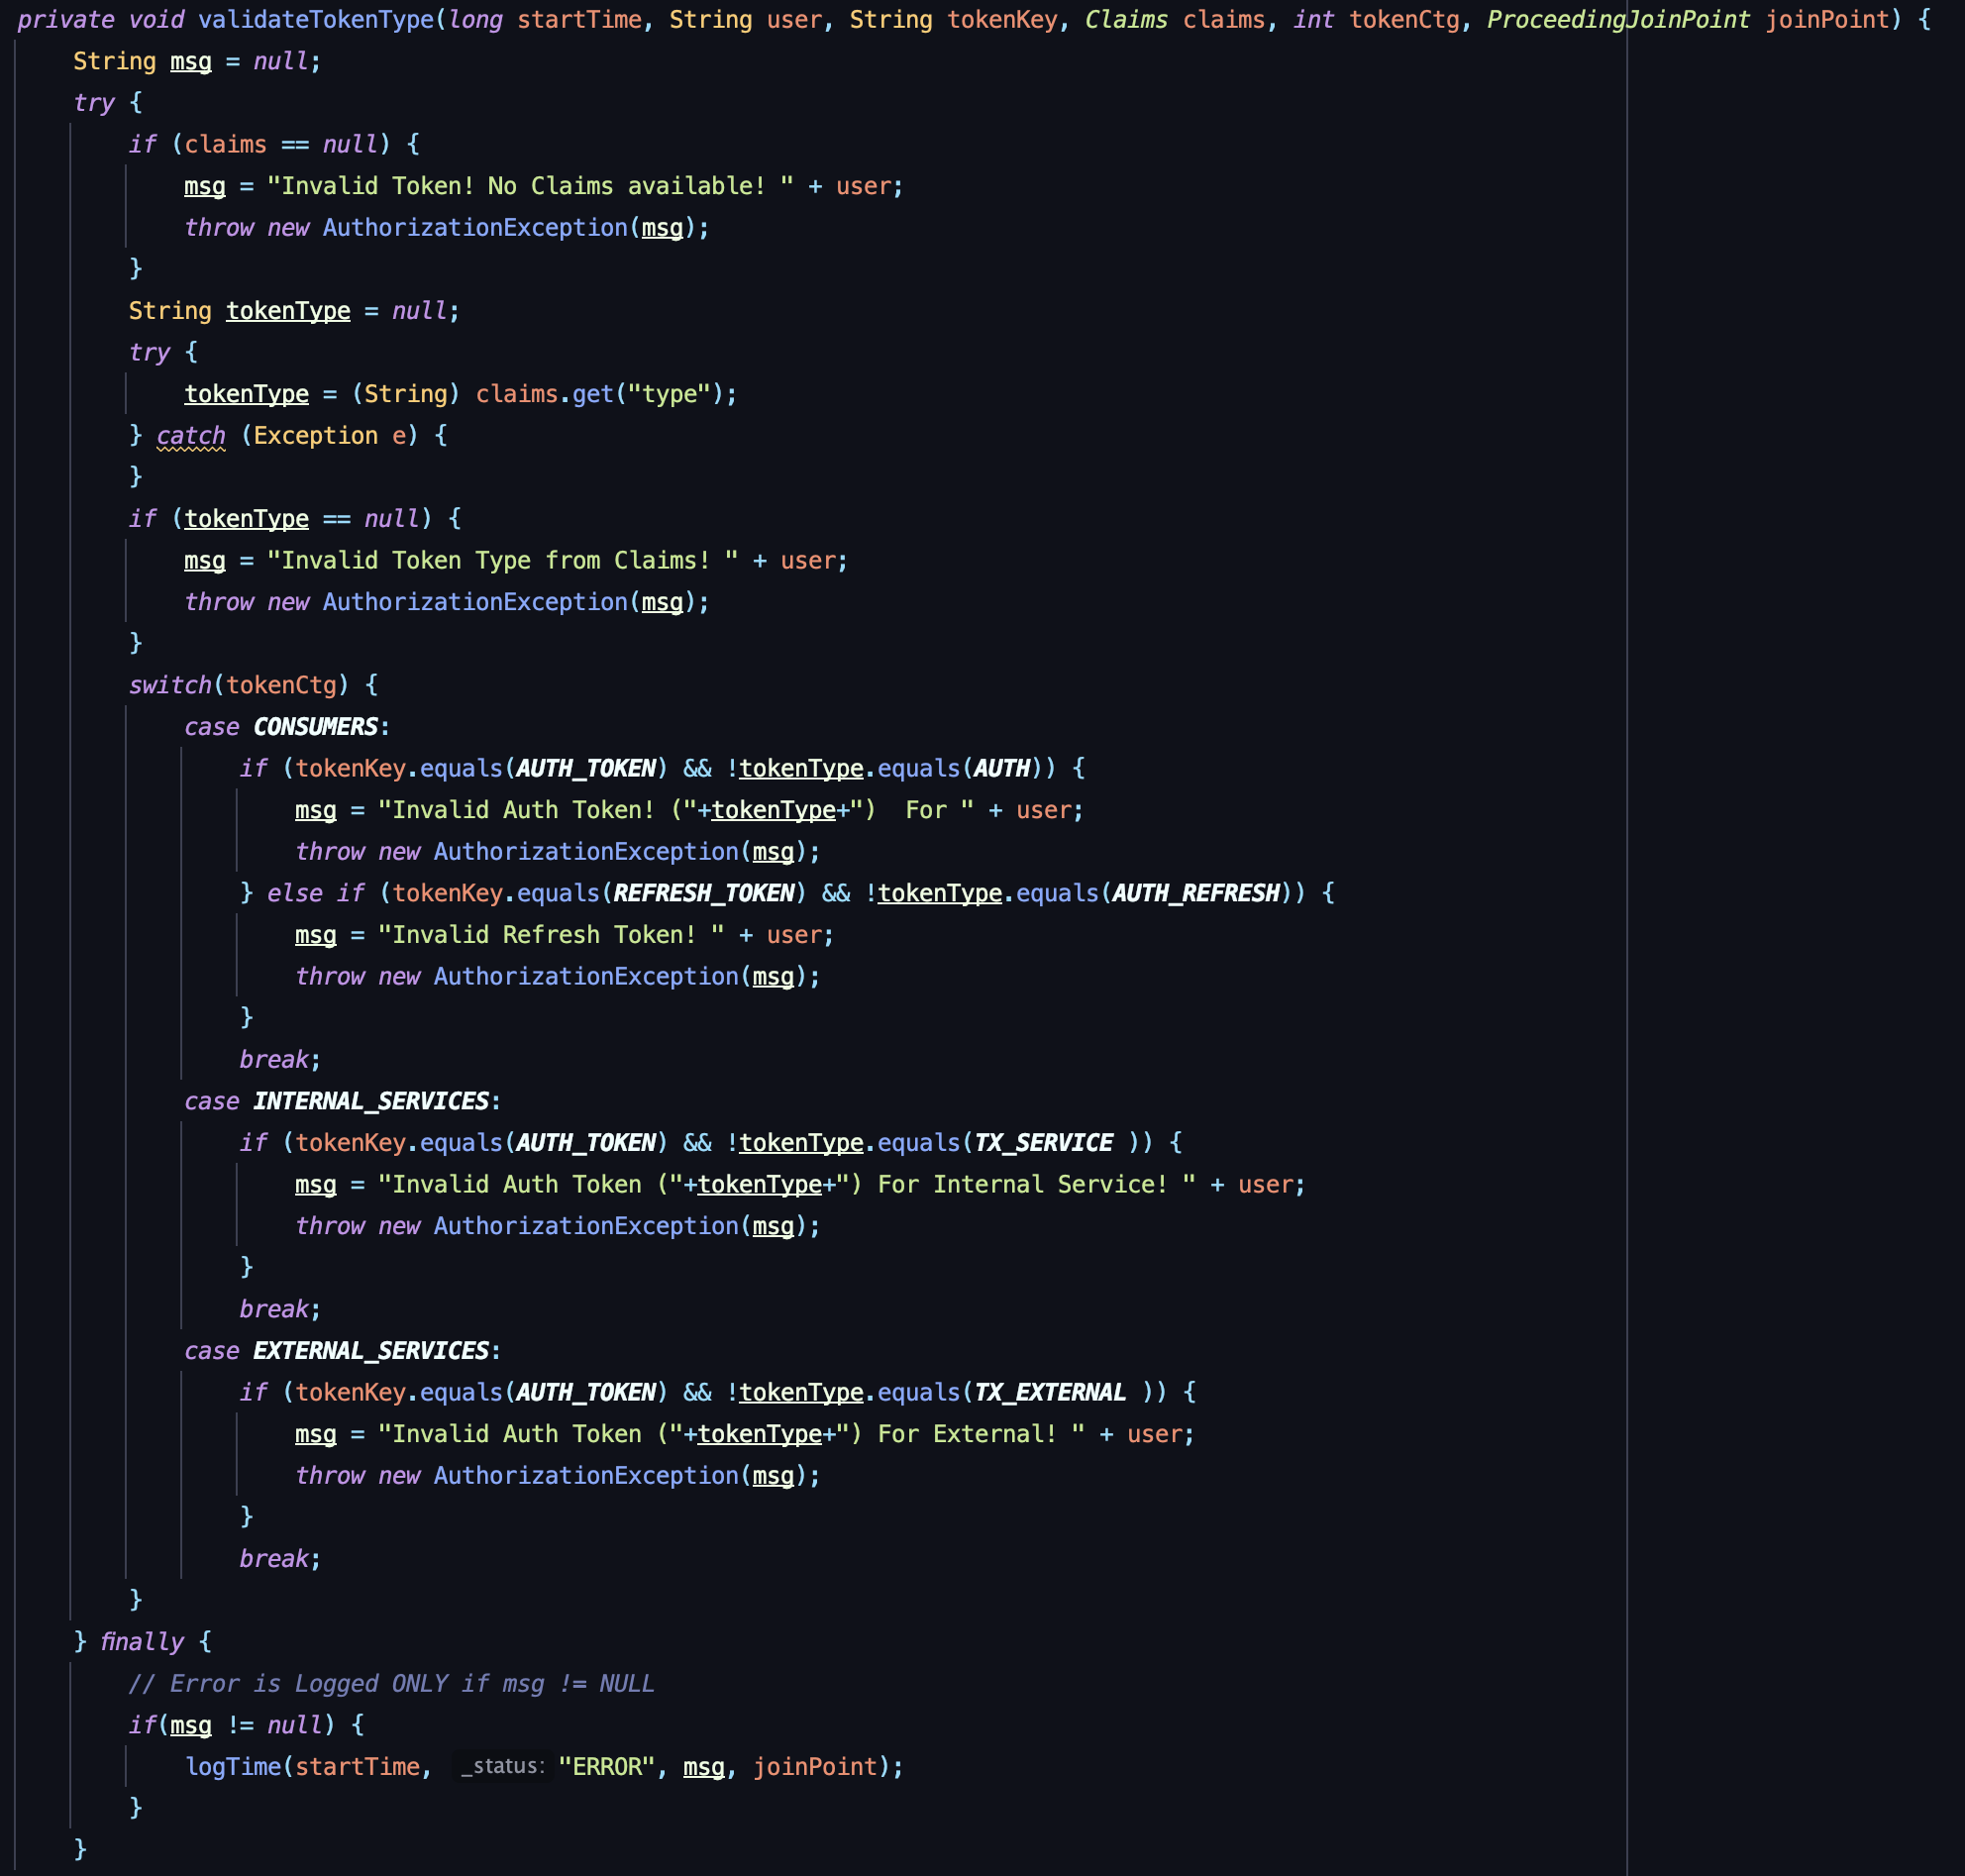 private void validateTokenType(long startTime, String user, String tokenKey, Claims claims, int tokenCtg, ProceedingJoinPoint joinPoint) {
    String msg = null;
    try {
        if (claims == null) {
            msg = "Invalid Token! No Claims available! " + user;
            throw new AuthorizationException(msg);
        }
        String tokenType = null;
        try {
            tokenType = (String) claims.get("type");
        } catch (Exception e) {
        }
        if (tokenType == null) {
            msg = "Invalid Token Type from Claims! " + user;
            throw new AuthorizationException(msg);
        }
        switch(tokenCtg) {
            case CONSUMERS:
                if (tokenKey.equals(AUTH_TOKEN) && !tokenType.equals(AUTH)) {
                    msg = "Invalid Auth Token! ("+tokenType+")  For " + user;
                    throw new AuthorizationException(msg);
                } else if (tokenKey.equals(REFRESH_TOKEN) && !tokenType.equals(AUTH_REFRESH)) {
                    msg = "Invalid Refresh Token! " + user;
                    throw new AuthorizationException(msg);
                }
                break;
            case INTERNAL_SERVICES:
                if (tokenKey.equals(AUTH_TOKEN) && !tokenType.equals(TX_SERVICE )) {
                    msg = "Invalid Auth Token ("+tokenType+") For Internal Service! " + user;
                    throw new AuthorizationException(msg);
                }
                break;
            case EXTERNAL_SERVICES:
                if (tokenKey.equals(AUTH_TOKEN) && !tokenType.equals(TX_EXTERNAL )) {
                    msg = "Invalid Auth Token ("+tokenType+") For External! " + user;
                    throw new AuthorizationException(msg);
                }
                break;
        }
    } finally {
        // Error is Logged ONLY if msg != NULL
        if(msg != null) {
            logTime(startTime, _status: "ERROR", msg, joinPoint);
        }
    }